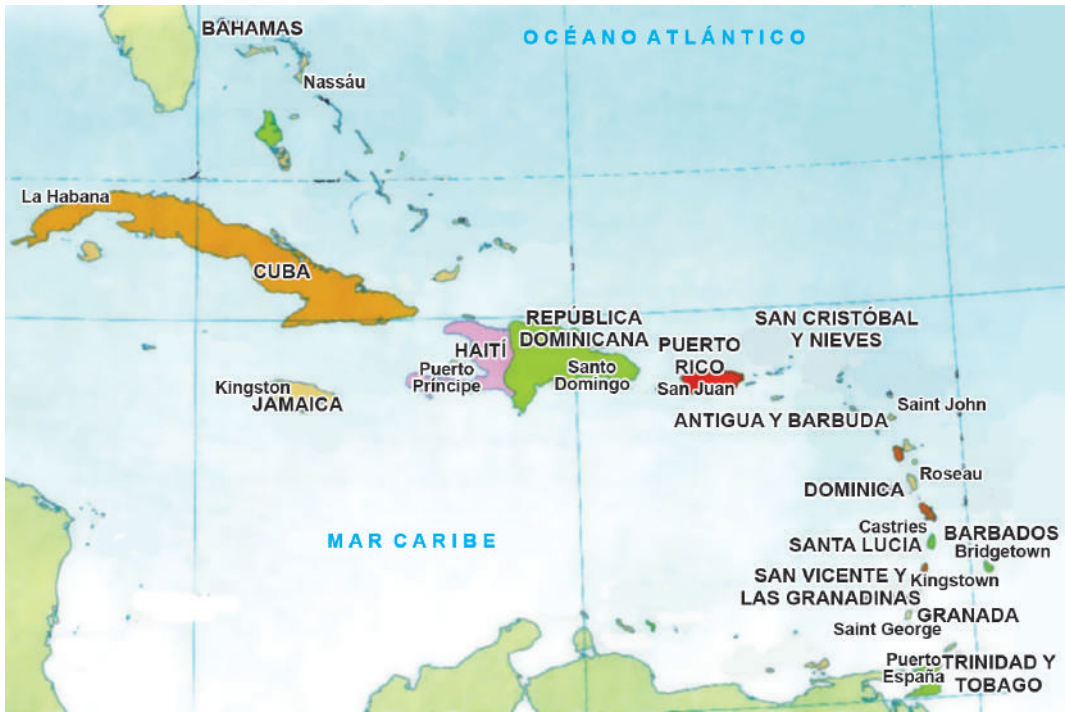 BAHAMAS
OCÉANO ATLÁNTICO
Nassáu
La Habana
CUBA
REPÚBLICA
DOMINICANA
SAN CRISTÓBAL
Y NIEVES
HAITÍ
PUERTO
RICO
Puerto
Príncipe
Santo
Domingo
San Juan
Kingston
JAMAICA
Saint John
ANTIGUA Y BARBUDA
Roseau
DOMINICA
MAR CARIBE
Castries
SANTA LUCIA
BARBADOS
Bridgetown
SAN VICENTE Y
LAS GRANADINAS
Kingstown
GRANADA
Saint George
Puerto
España
TRINIDAD Y
TOBAGO